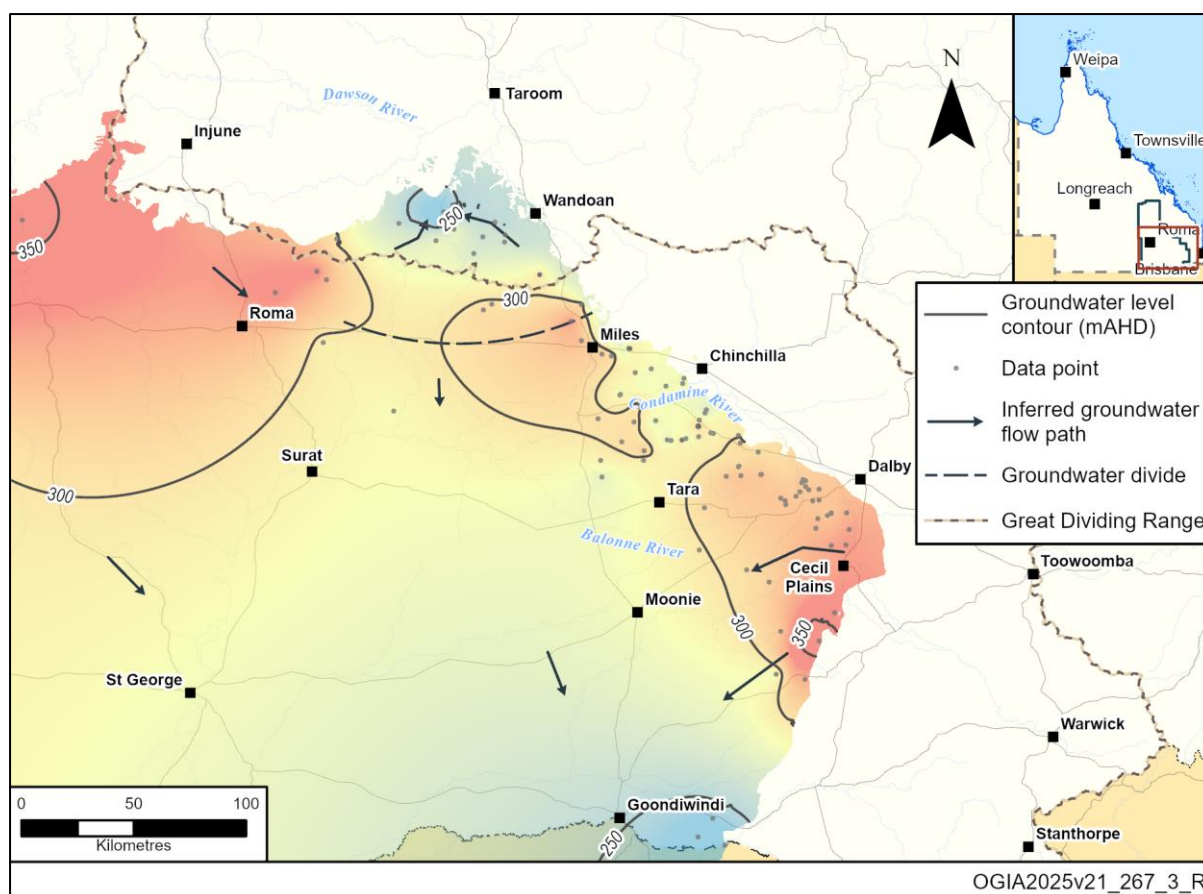 Taroom
Dawson River
Injune
N
Wandoan
250
350
300
Roma
Miles
Chinchilla
Condamine River
Surat
300
Dalby
Tara
Balonne River
Cecil
Plains
Moonie
300
350
St George
Toowoomba
Warwick
Goondiwindi
250
Stanthorpe
0 50 100
Kilometres
Weipa
Townsville
Longreach
Roma
Brisbane
Groundwater level
contour (mAHD)
Data point
Inferred groundwater
flow path
Groundwater divide
Great Dividing Range
OGIA2025v21_267_3_R